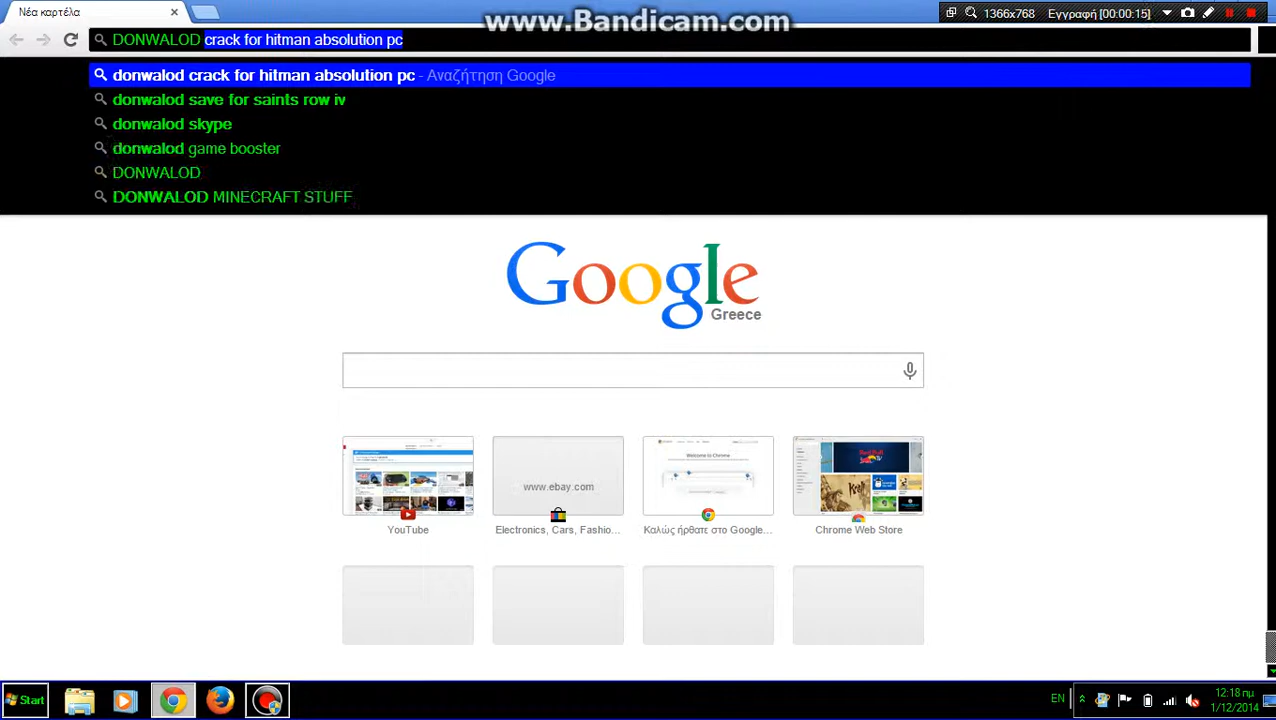 www.Bandicam.com
Νέα καρτέλα
1366x768 Εγγραφή [00:00:15]
DONWALOD crack for hitman absolution pc
donwalod crack for hitman absolution pc - Αναζήτηση Google
donwalod save for saints row iv
donwalod skype
donwalod game booster
DONWALOD
DONWALOD MINECRAFT STUFF
Google
Greece
www.ebay.com
Welcome to Chrome
YouTube
Electronics, Cars, Fashio...
Καλώς ήρθατε στο Google...
Chrome Web Store
Start
EN
12:18 πμ
1/12/2014